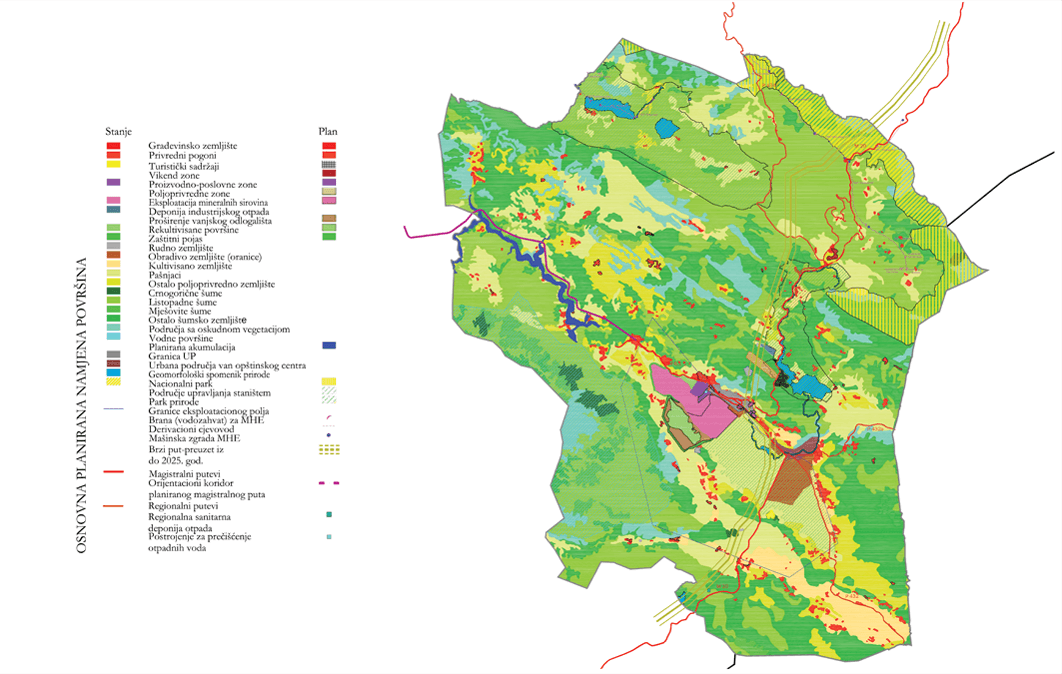 OSNOVNA PLANIRANA NAMJENA POVRŠINA
Stanje Plan
Građevinsko zemljište
Privredni pogoni
Turistički sadržaji
Vikend zone
Proizvodno-poslovne zone
Poljoprivredne zone
Eksploatacija mineralnih sirovina
Deponija industrijskog otpada
Proširenje vanjskog odlogališta
Rekultivisane površine
Zaštitni pojas
Rudno zemljište
Obradivo zemljište (oranice)
Kultivisano zemljište
Pašnjaci
Ostalo poljoprivredno zemljište
Crnogorične šume
Listopadne šume
Mješovite šume
Ostalo šumsko zemljište
Područja sa oskudnom vegetacijom
Vodne površine
Planirana akumulacija
Granica UP
Urbana područja van opštinskog centra
Geomorfološki spomenik prirode
Nacionalni park
Područje upravljanja staništem
Park prirode
Granice eksploatacionog polja
Brana (vodozahvat) za MHE
Derivacioni cjevovod
Mašinska zgrada MHE
Brzi put-preuzet iz
do 2025. god.
Magistralni putevi
Orijentacioni koridor
planiranog magistralnog puta
Regionalni putevi
Regionalna sanitarna
deponija otpada
Postrojenje za prečišćenje
otpadnih voda